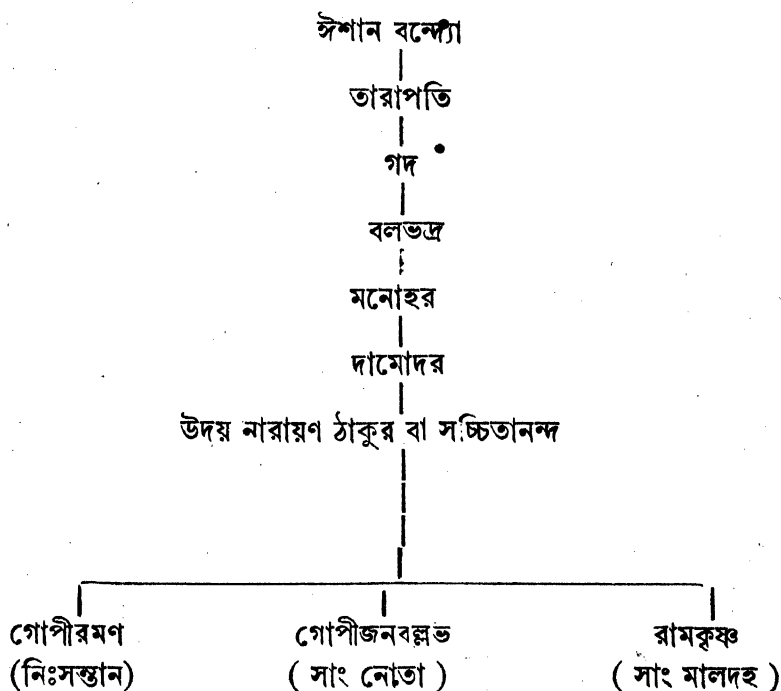 ঈশান বন্দ্যো
তারাপতি
গদ
বলভদ্র
মনোহর
দামোদর
উদয় নারায়ণ ঠাকুর বা সচ্চিতানন্দ
গোপীরমণ গোপীজনবল্লভ রামকৃষ্ণ
(নিঃসন্তান) ( সাং নোতা ) ( সাং মালদহ )